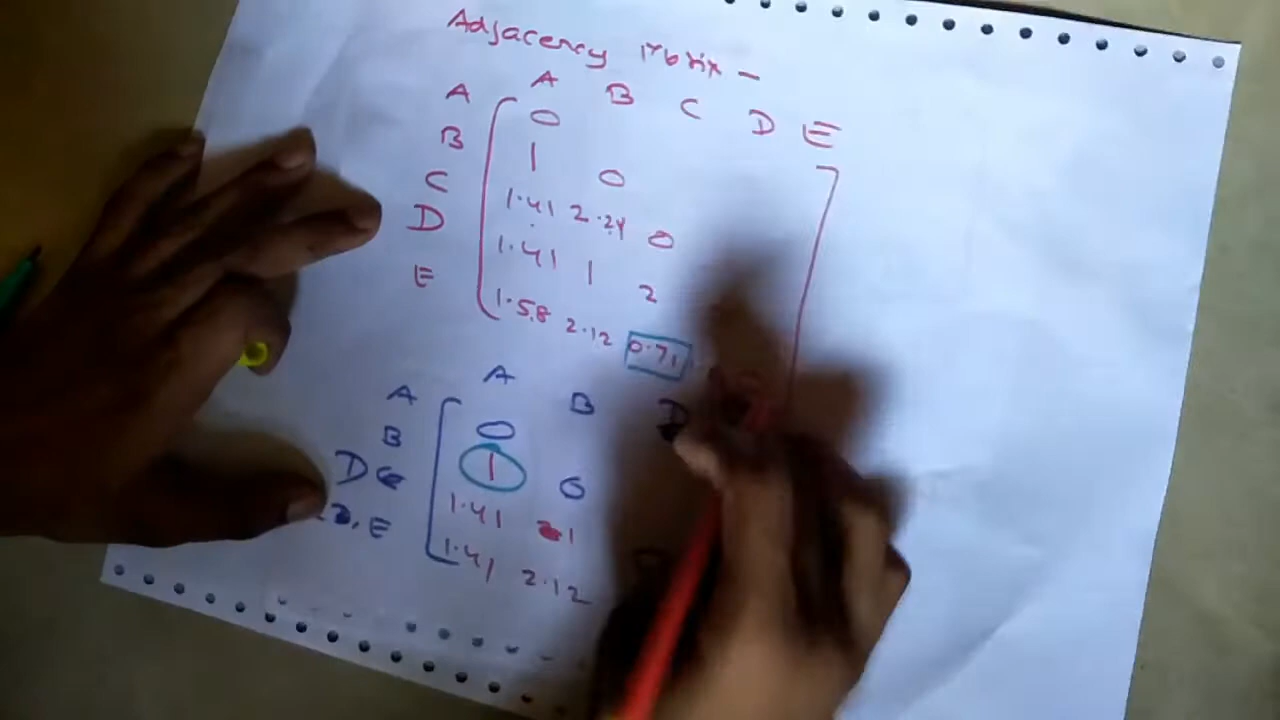 Adjacency
A B C D E
A 0
B 1 0
C 1.41 2.24 0
D 1.41 1 2
E 1.58 2.12 0.71
A B D
A 0
B 1 0
D 1.41 1
, E 1.41 2.12